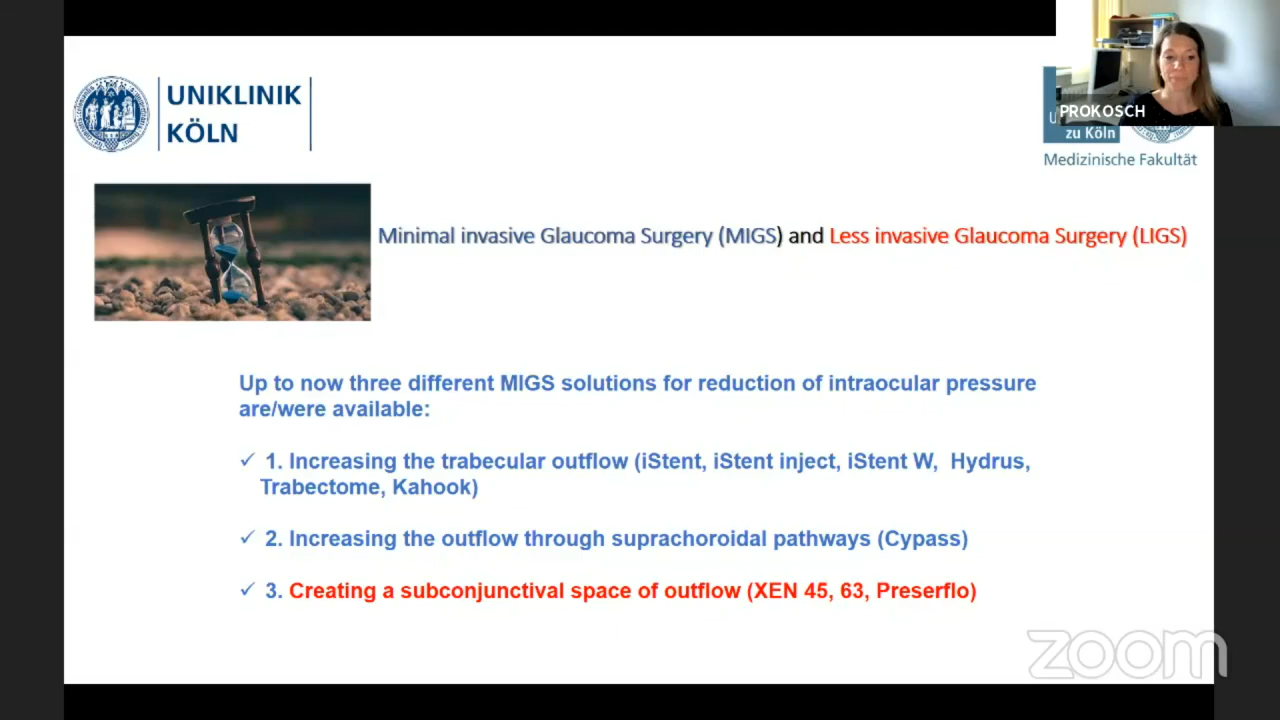 PROKOSCH
UNIKLINIK
KÖLN
zu Köln
Medizinische Fakultät
Minimal invasive Glaucoma Surgery (MIGS) and Less invasive Glaucoma Surgery (LIGS)
Up to now three different MIGS solutions for reduction of intraocular pressure
are/were available:
✓ 1. Increasing the trabecular outflow (iStent, iStent inject, iStent W, Hydrus,
Trabectome, Kahook)
✓ 2. Increasing the outflow through suprachoroidal pathways (Cypass)
✓ 3. Creating a subconjunctival space of outflow (XEN 45, 63, Preserflo)
zoom